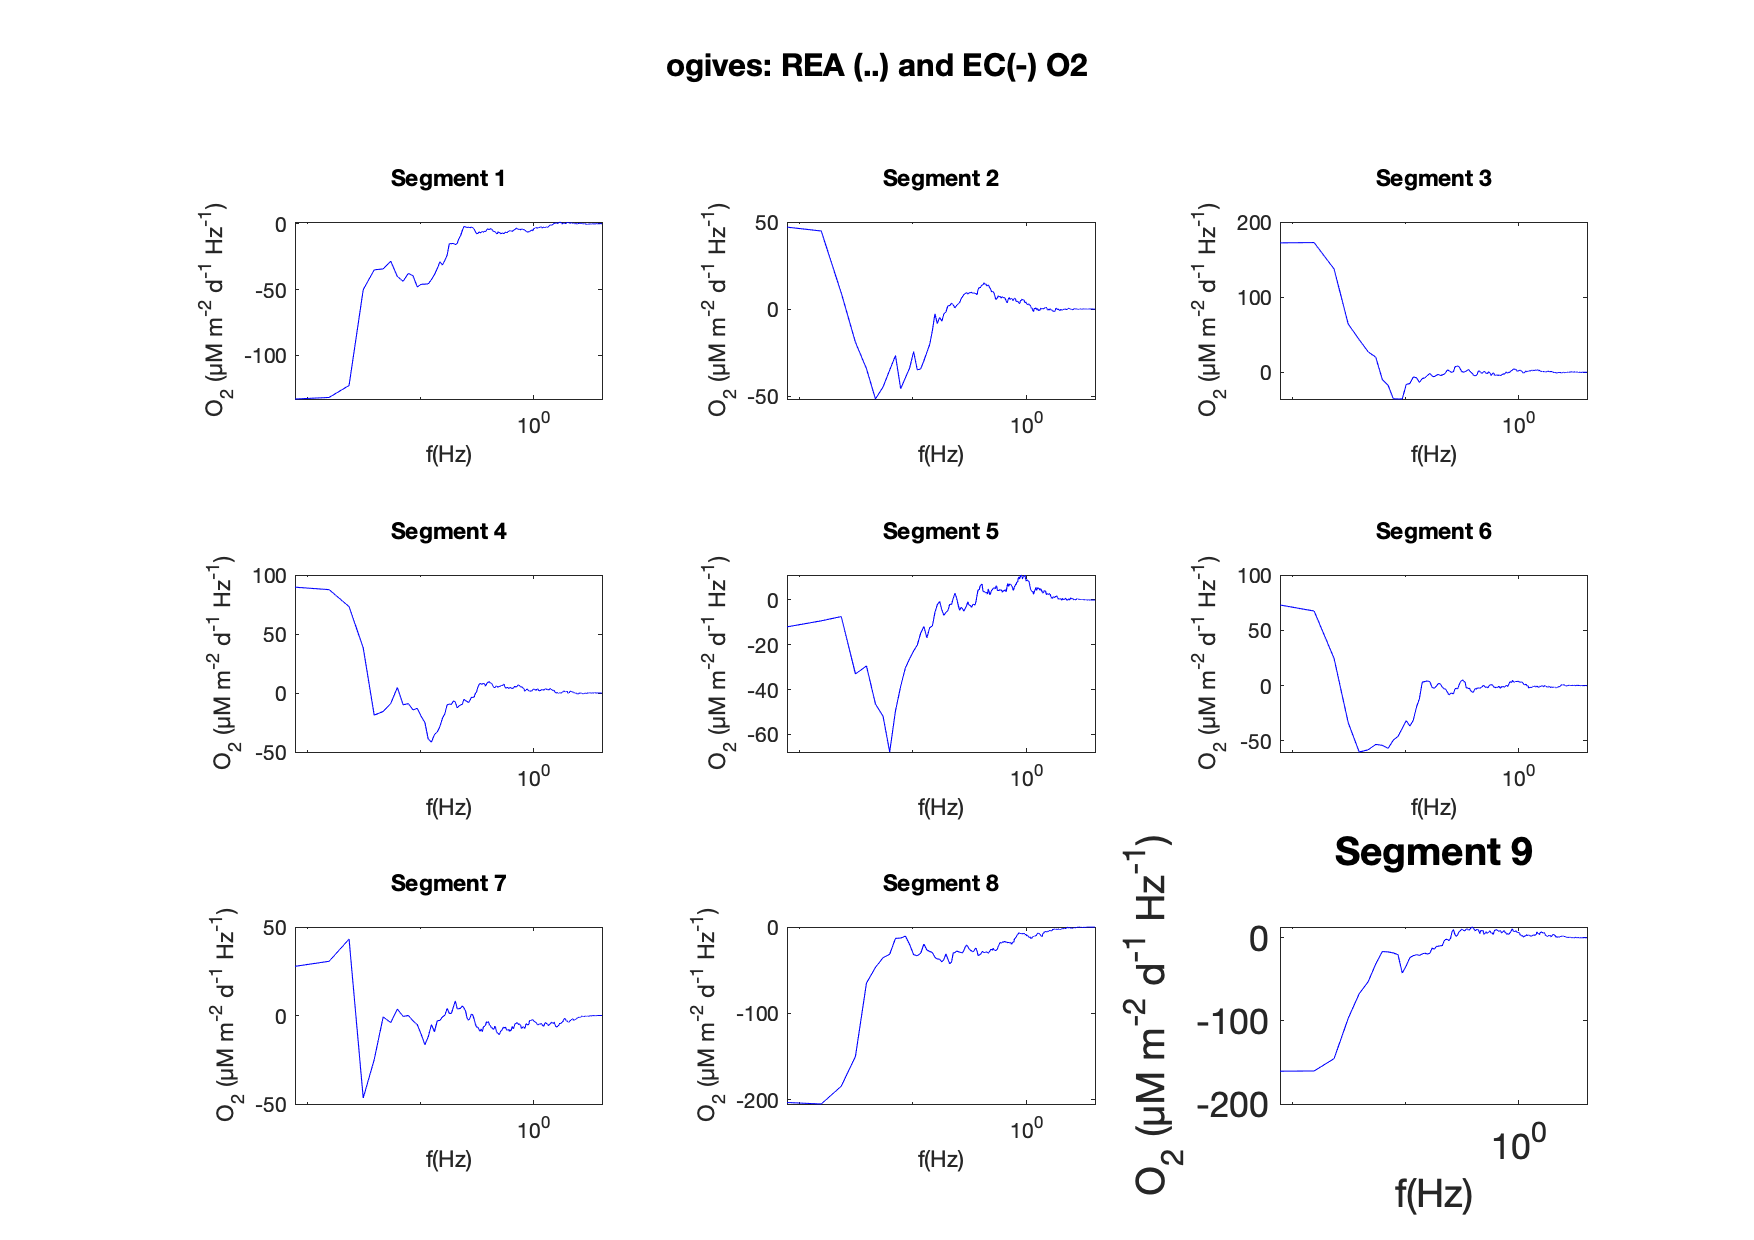 ogives: REA (..) and EC(-) O2
Segment 1
O2 (µM m-2 d-1 Hz-1)
0
-50
-100
10^0
f(Hz)
Segment 2
O2 (µM m-2 d-1 Hz-1)
50
0
-50
10^0
f(Hz)
Segment 3
O2 (µM m-2 d-1 Hz-1)
200
100
0
10^0
f(Hz)
Segment 4
O2 (µM m-2 d-1 Hz-1)
100
50
0
-50
10^0
f(Hz)
Segment 5
O2 (µM m-2 d-1 Hz-1)
0
-20
-40
-60
10^0
f(Hz)
Segment 6
O2 (µM m-2 d-1 Hz-1)
100
50
0
-50
10^0
f(Hz)
Segment 7
O2 (µM m-2 d-1 Hz-1)
50
0
-50
10^0
f(Hz)
Segment 8
O2 (µM m-2 d-1 Hz-1)
0
-100
-200
10^0
f(Hz)
Segment 9
O2 (µM m-2 d-1 Hz-1)
0
-100
-200
10^0
f(Hz)